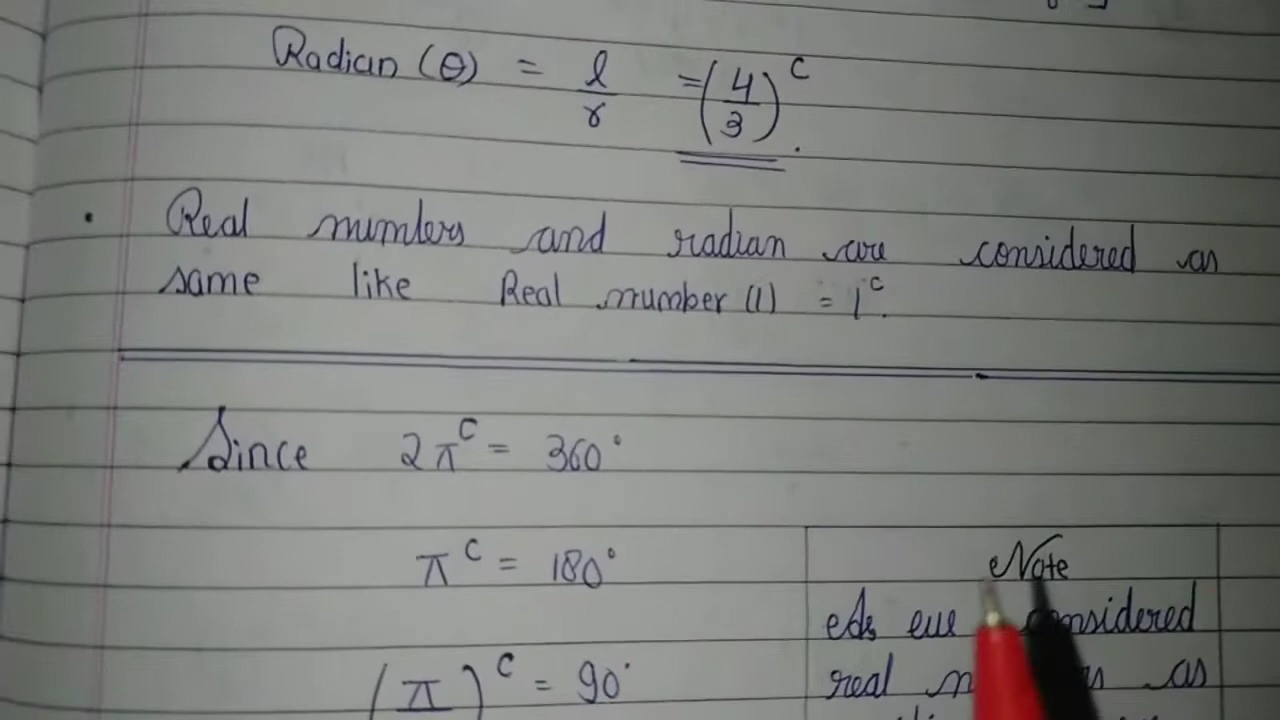 Radian (θ) = l/r = (4/3)^c.
• Real numbers and radian are considered as
same like Real number (1) = 1^c.
Since 2π^c = 360°
π^c = 180°
Note
As we considered
(π )^c = 90°
real as